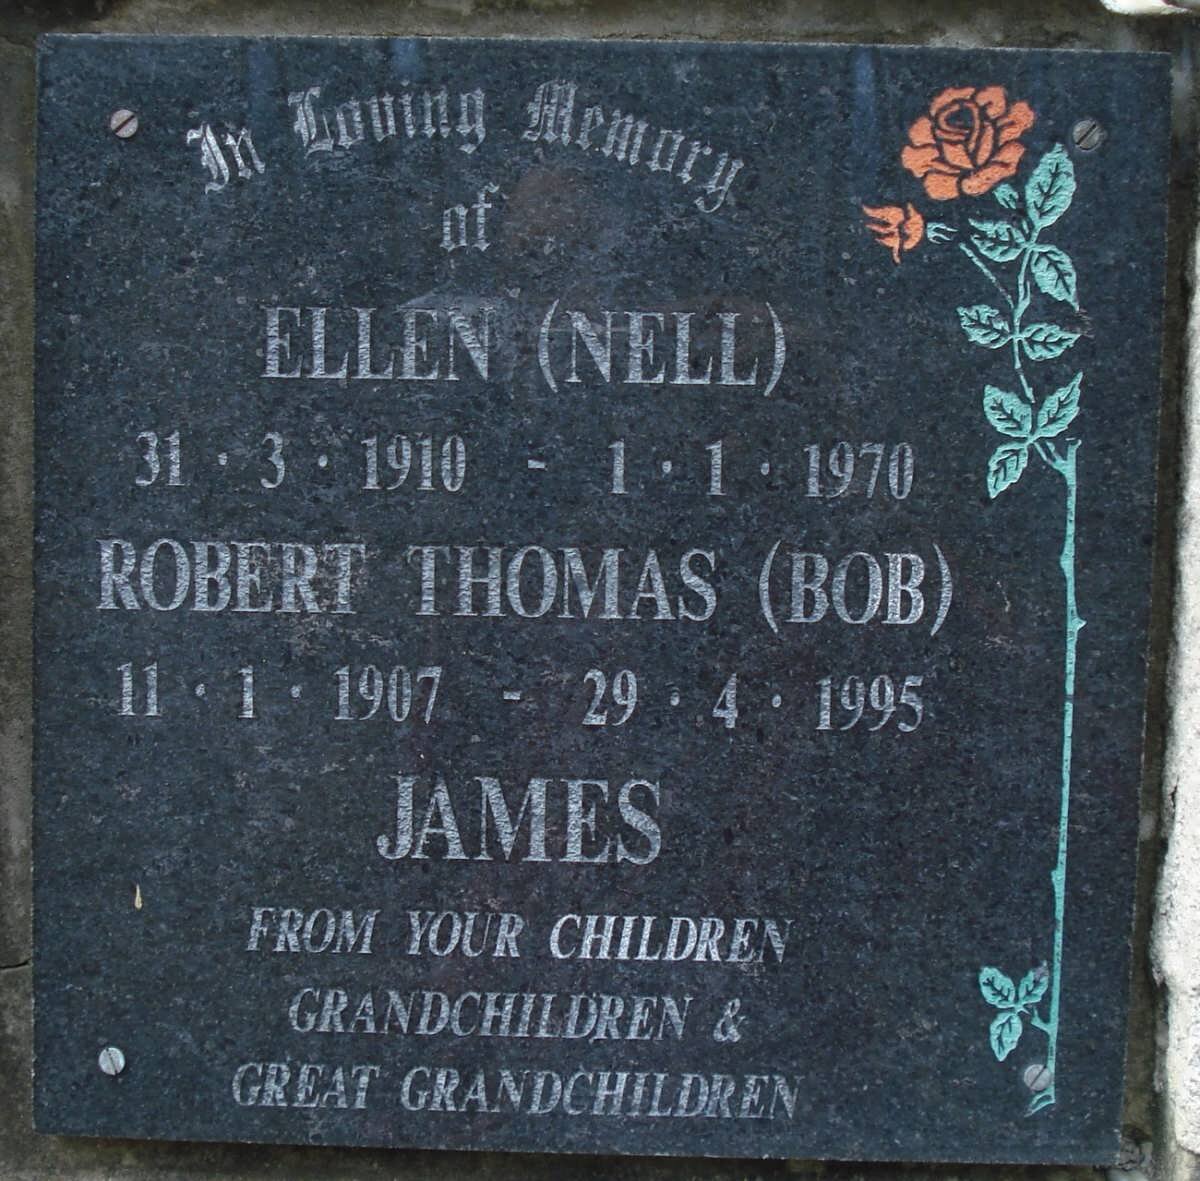 In Loving Memory
of
ELLEN (NELL)
31 · 3 · 1910 - 1 · 1 · 1970
ROBERT THOMAS (BOB)
11 · 1 · 1907 - 29 · 4 · 1995
JAMES
FROM YOUR CHILDREN
GRANDCHILDREN &
GREAT GRANDCHILDREN